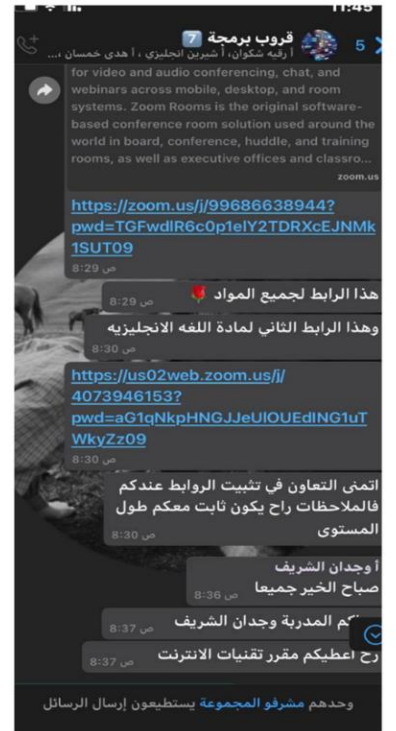 11:45
قروب برمجة 7
5
أ رقيه شكوان، أ شيرين انجليزي ، أ هدى خمسان ،...
for video and audio conferencing, chat, and
webinars across mobile, desktop, and room
systems. Zoom Rooms is the original software-
based conference room solution used around the
world in board, conference, huddle, and training
rooms, as well as executive offices and classro...
zoom.us
https://zoom.us/j/99686638944?
pwd=TGFwdlR6c0p1elY2TDRXcEJNMk
1SUT09
8:29 ص
هذا الرابط لجميع المواد 🌹
8:29 ص
وهذا الرابط الثاني لمادة اللغه الانجليزيه
8:30 ص
https://us02web.zoom.us/j/
4073946153?
pwd=aG1qNkpHNGJJeUlOUEdING1uT
WkyZz09
8:30 ص
اتمنى التعاون في تثبيت الروابط عندكم
فالملاحظات راح يكون ثابت معكم طول
المستوى
8:30 ص
أ وجدان الشريف
صباح الخير جميعا
8:36 ص
المدربة وجدان الشريف
8:37 ص
رح اعطيكم مقرر تقنيات الانترنت
8:37 ص
وحدهم مشرفو المجموعة يستطيعون إرسال الرسائل